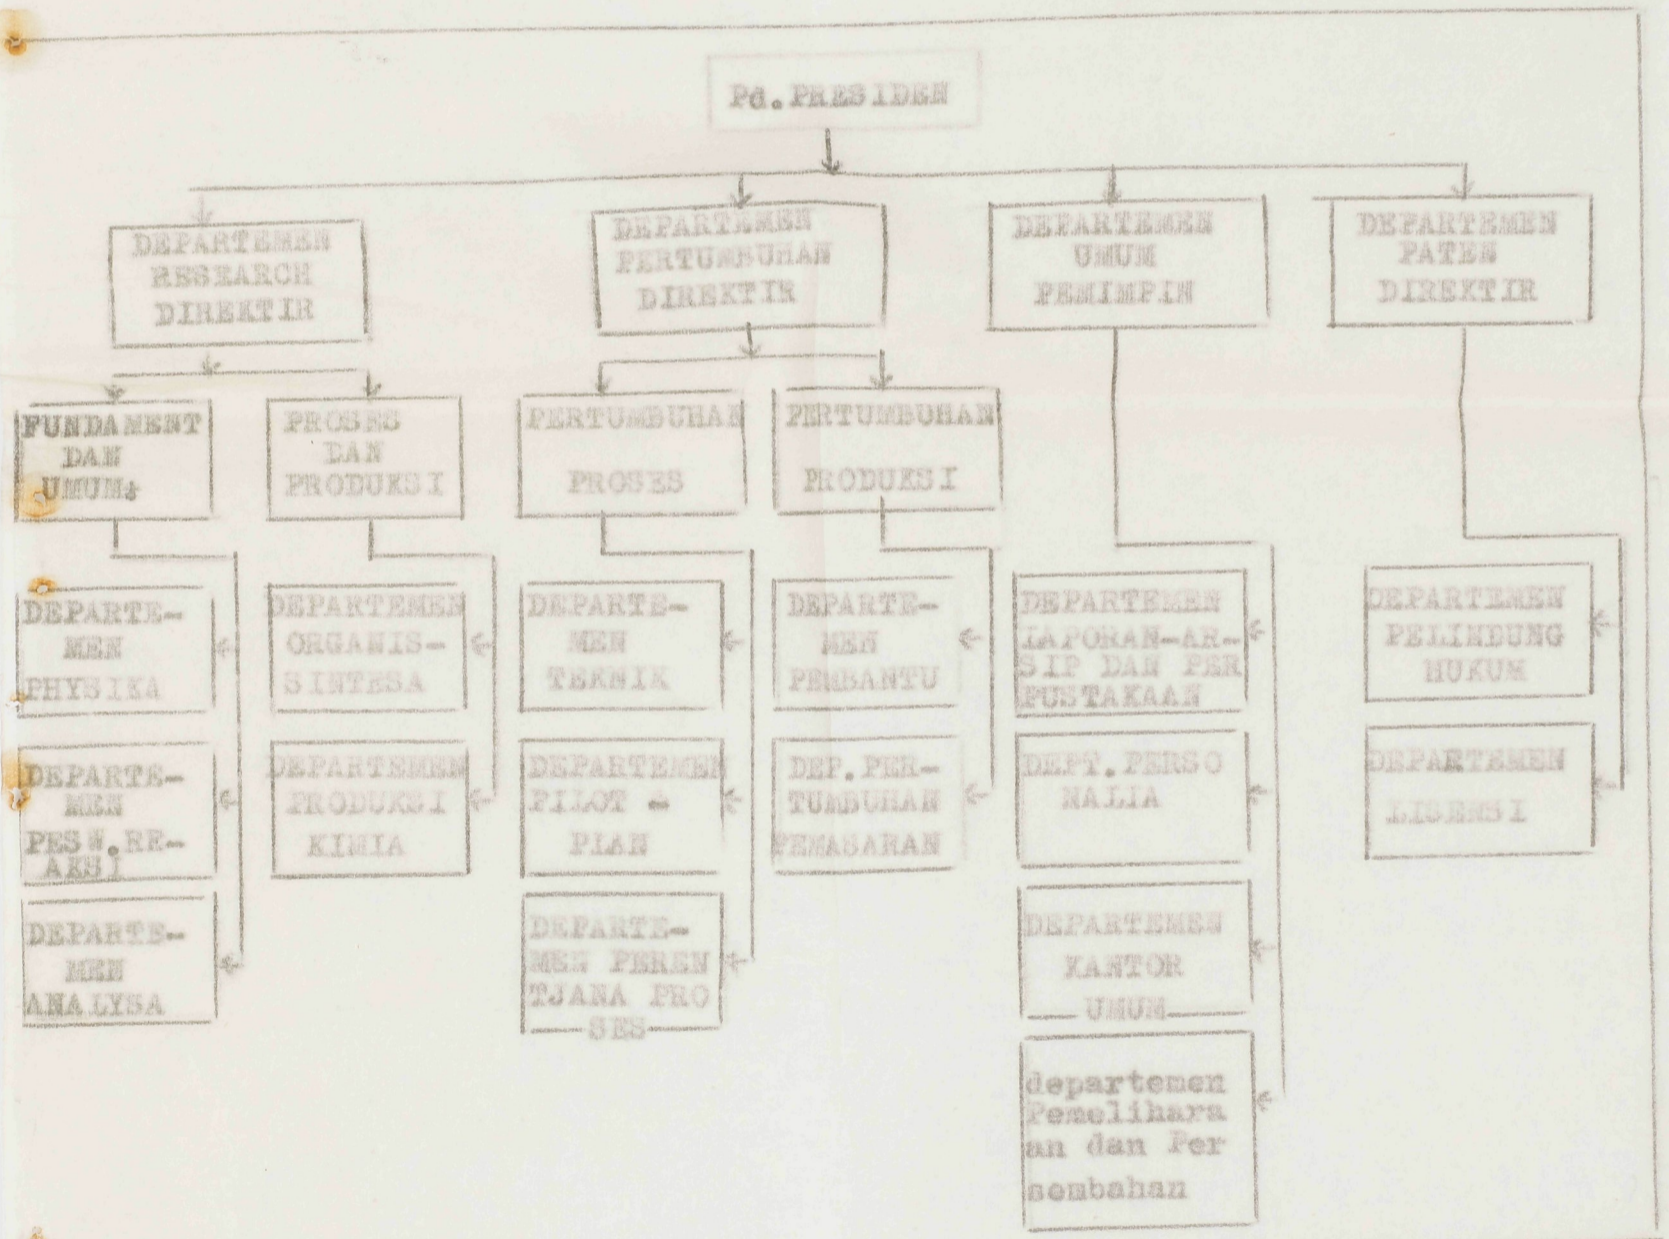 Pd.PRESIDEN
DEPARTEMEN
RESEARCH
DIREKTIR
DEPARTEMEN
PERTUMBUHAN
DIREKTIR
DEPARTEMEN
UMUM
PEMIMPIN
DEPARTEMEN
PATEN
DIREKTIR
FUNDAMENT
DAN
UMUM;
PROSES
DAN
PRODUKSI
PERTUMBUHAN
PROSES
PERTUMBUHAN
PRODUKSI
DEPARTE-
MEN
PHYSIKA
DEPARTEMEN
ORGANIS-
SINTESA
DEPARTE-
MEN
TEKNIK
DEPARTE-
MEN
PEMBANTU
DEPARTEMEN
LAPORAN-AR-
SIP DAN PER
PUSTAKAAN
DEPARTEMEN
PELINDUNG
HUKUM
DEPARTE-
MEN
PESW.RE-
AKSI
DEPARTEMEN
PRODUKSI
KIMIA
DEPARTEMEN
PILOT -
PLAN
DEP.PER-
TUMBUHAN
PEMASARAN
DEPT.PERSO
NALIA
DEPARTEMEN
LISENSI
DEPARTE-
MEN
ANALYSA
DEPARTE-
MEN PEREN
TJANA PRO
SES
DEPARTEMEN
KANTOR
UMUM
departemen
Pemelihara
an dan Per
sembahan